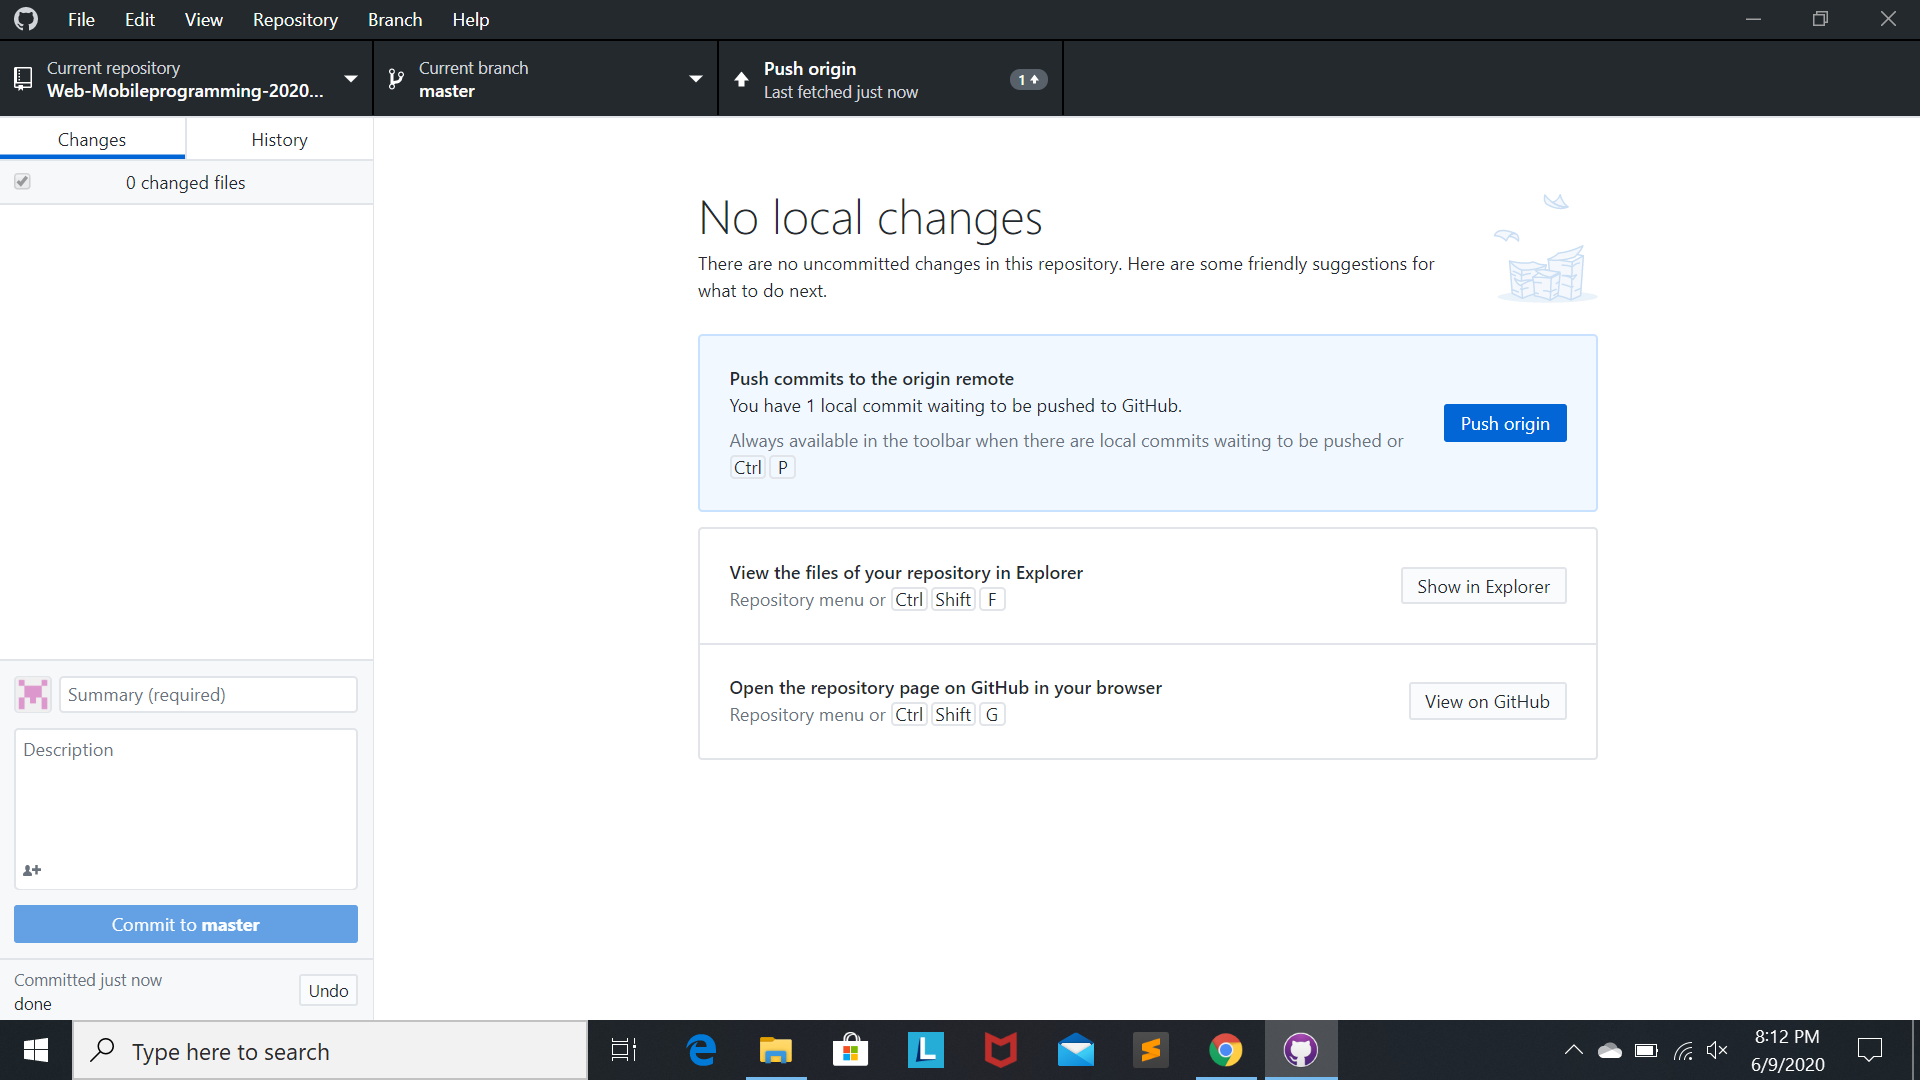 File Edit View Repository Branch Help
Current repository
Web-Mobileprogramming-2020...
Current branch
master
Push origin
Last fetched just now
1
Changes
History
0 changed files
No local changes
There are no uncommitted changes in this repository. Here are some friendly suggestions for
what to do next.
Push commits to the origin remote
You have 1 local commit waiting to be pushed to GitHub.
Always available in the toolbar when there are local commits waiting to be pushed or
Ctrl P
Push origin
View the files of your repository in Explorer
Repository menu or Ctrl Shift F
Show in Explorer
Open the repository page on GitHub in your browser
Repository menu or Ctrl Shift G
View on GitHub
Summary (required)
Description
Commit to master
Committed just now
done
Undo
Type here to search
L
8:12 PM
6/9/2020